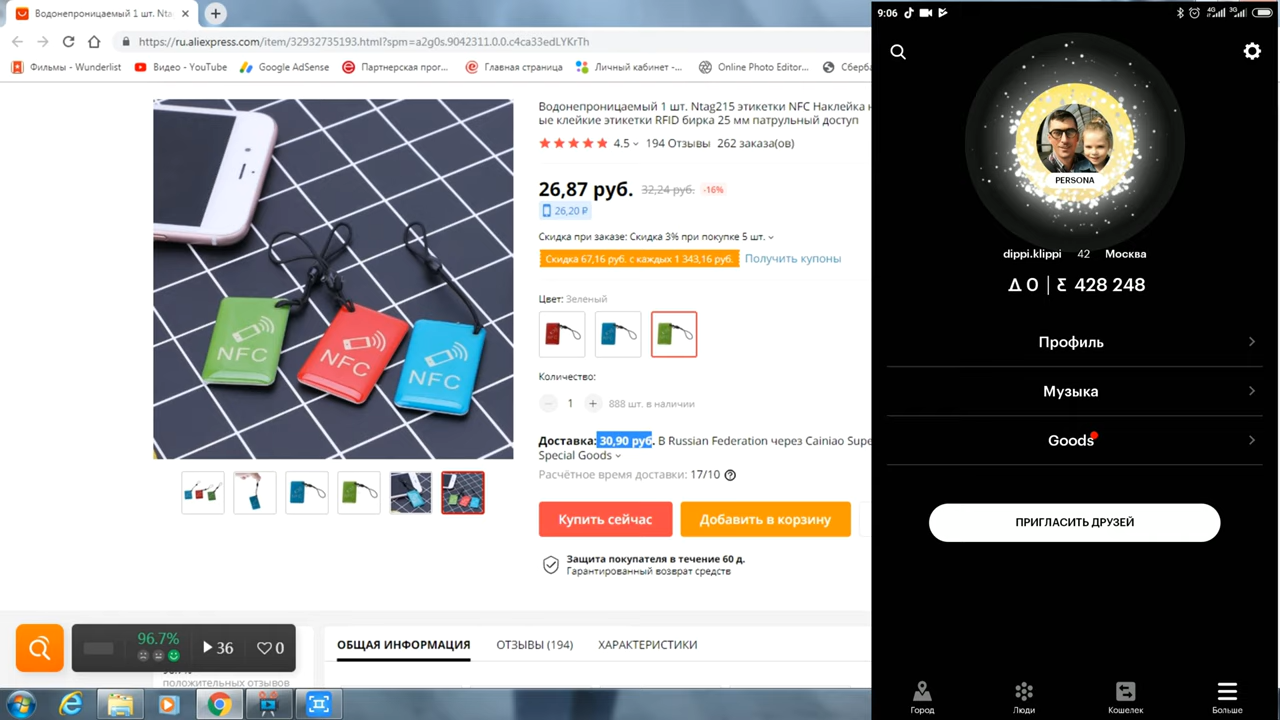 Водонепроницаемый 1 шт. Nta
https://ru.aliexpress.com/item/32932735193.html?spm=a2g0s.9042311.0.0.c4ca33edLYKrTh
Фильмы - Wunderlist
Видео - YouTube
Google AdSense
Партнерская прог...
Главная страница
Личный кабинет -...
Online Photo Editor...
Сберба
Водонепроницаемый 1 шт. Ntag215 этикетки NFC Наклейка
ые клейкие этикетки RFID бирка 25 мм патрульный доступ
4.5 194 Отзывы 262 заказа(ов)
26,87 руб. 32,24 руб. -16%
26,20 ₽
Скидка при заказе: Скидка 3% при покупке 5 шт.
Скидка 67,16 руб. с каждых 1 343,16 руб. Получить купоны
Цвет: Зеленый
Количество:
1 + 888 шт. в наличии
Доставка: 30,90 руб. В Russian Federation через Cainiao Supe
Special Goods
Расчётное время доставки: 17/10 ?
Купить сейчас
Добавить в корзину
Защита покупателя в течение 60 д.
Гарантированный возврат средств
NFC
NFC
NFC
96.7% 36 0
положительных отзывов
ОБЩАЯ ИНФОРМАЦИЯ
ОТЗЫВЫ (194)
ХАРАКТЕРИСТИКИ
9:06
4G 3G
PERSONA
dippi.klippi 42 Москва
Δ 0 | Ƹ 428 248
Профиль
Музыка
Goods
ПРИГЛАСИТЬ ДРУЗЕЙ
Город
Люди
Кошелек
Больше